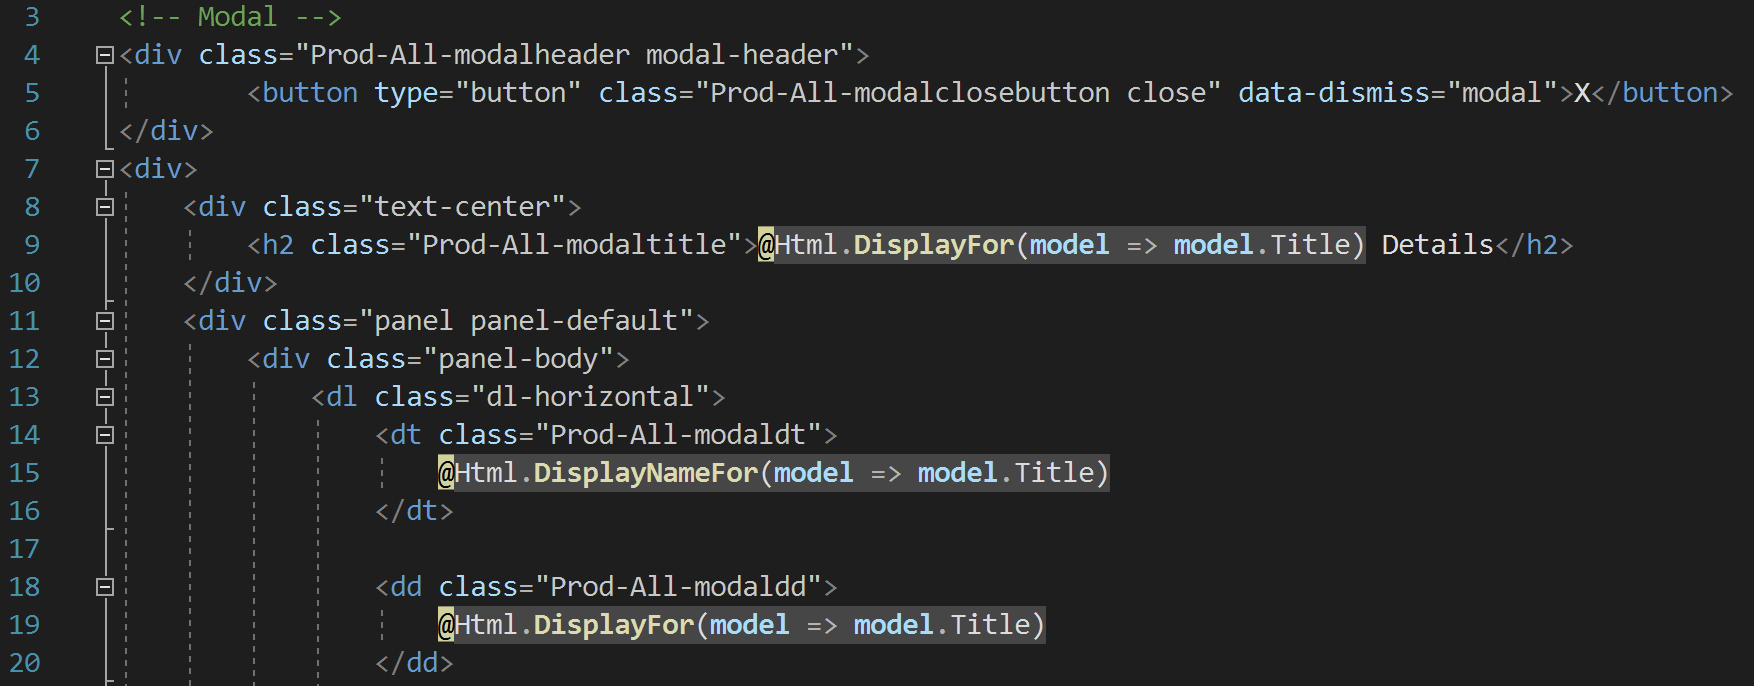 3 <!-- Modal -->
4 <div class="Prod-All-modalheader modal-header">
5 <button type="button" class="Prod-All-modalclosebutton close" data-dismiss="modal">X</button>
6 </div>
7 <div>
8 <div class="text-center">
9 <h2 class="Prod-All-modaltitle">@Html.DisplayFor(model => model.Title) Details</h2>
10 </div>
11 <div class="panel panel-default">
12 <div class="panel-body">
13 <dl class="dl-horizontal">
14 <dt class="Prod-All-modaldt">
15 @Html.DisplayNameFor(model => model.Title)
16 </dt>
17
18 <dd class="Prod-All-modaldd">
19 @Html.DisplayFor(model => model.Title)
20 </dd>